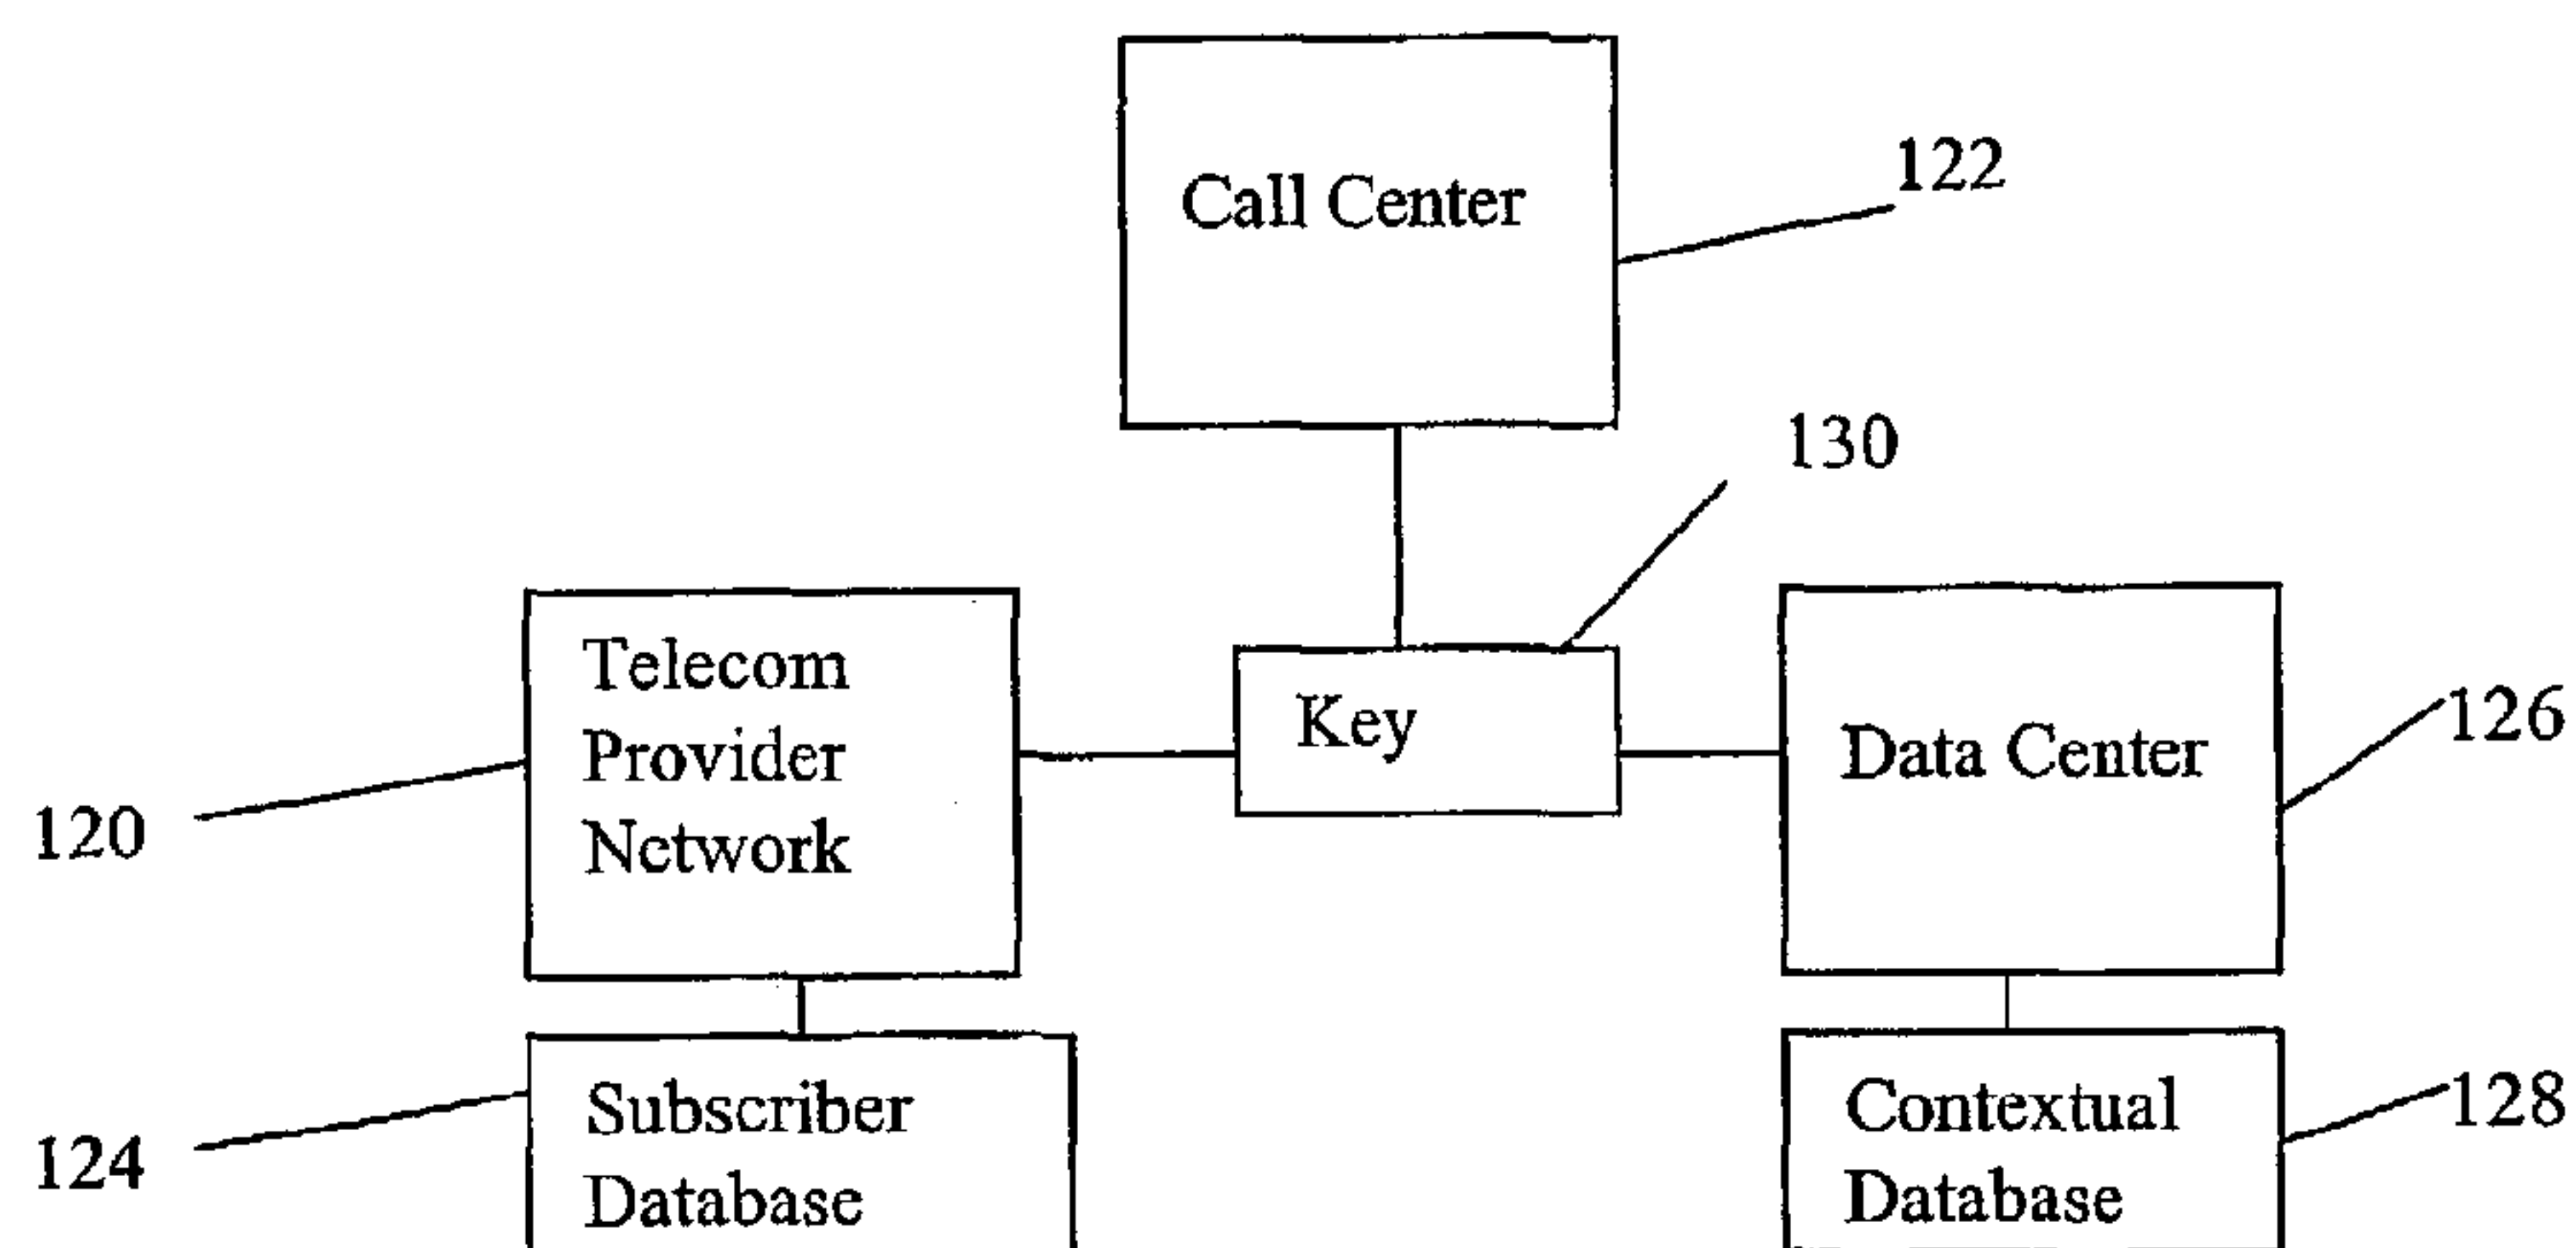 Call Center
122
130
Telecom
Provider
Network
Key
Data Center
126
120
Subscriber
Database
Contextual
Database
128
124